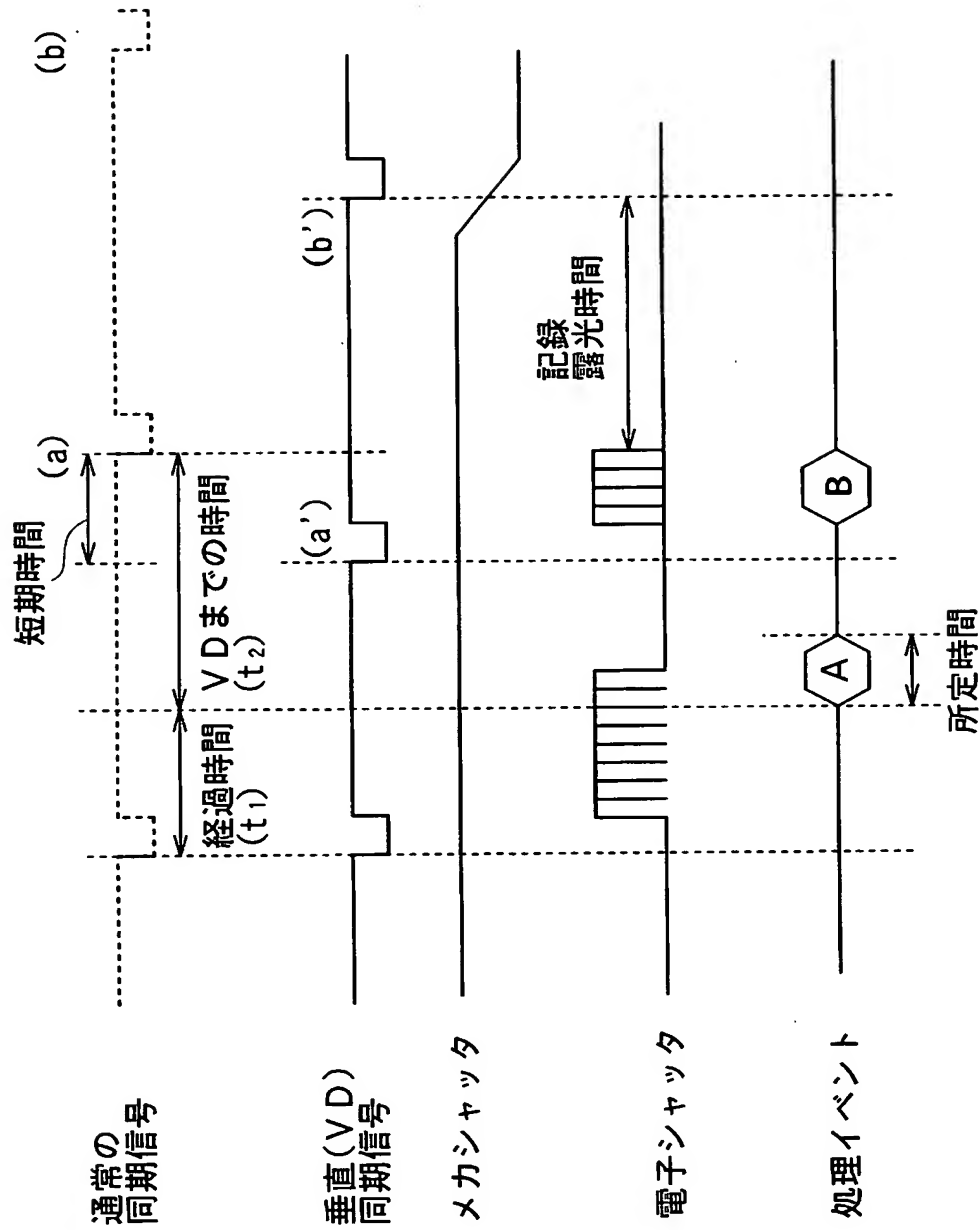 通常の
同期信号
短期時間
(a)
(b)
経過時間
(t₁)
VDまでの時間
(t₂)
垂直(VD)
同期信号
(a')
(b')
メカシャッタ
電子シャッタ
記録
露光時間
処理イベント
A
B
所定時間